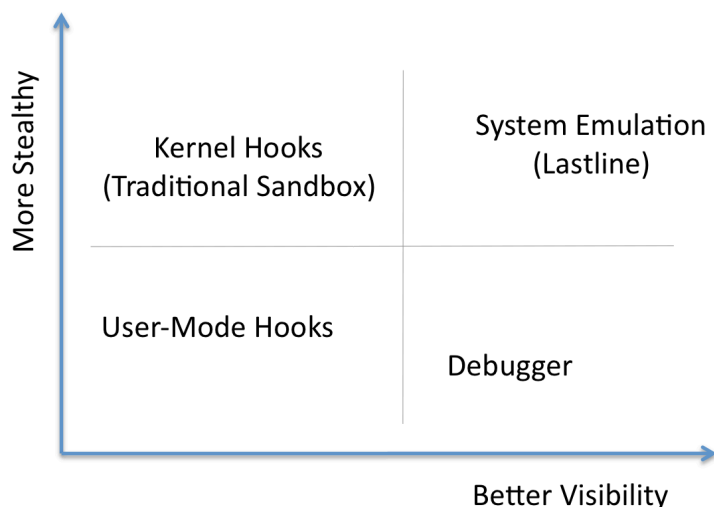 More Stealthy
Kernel Hooks
(Traditional Sandbox)
System Emulation
(Lastline)
User-Mode Hooks
Debugger
Better Visibility